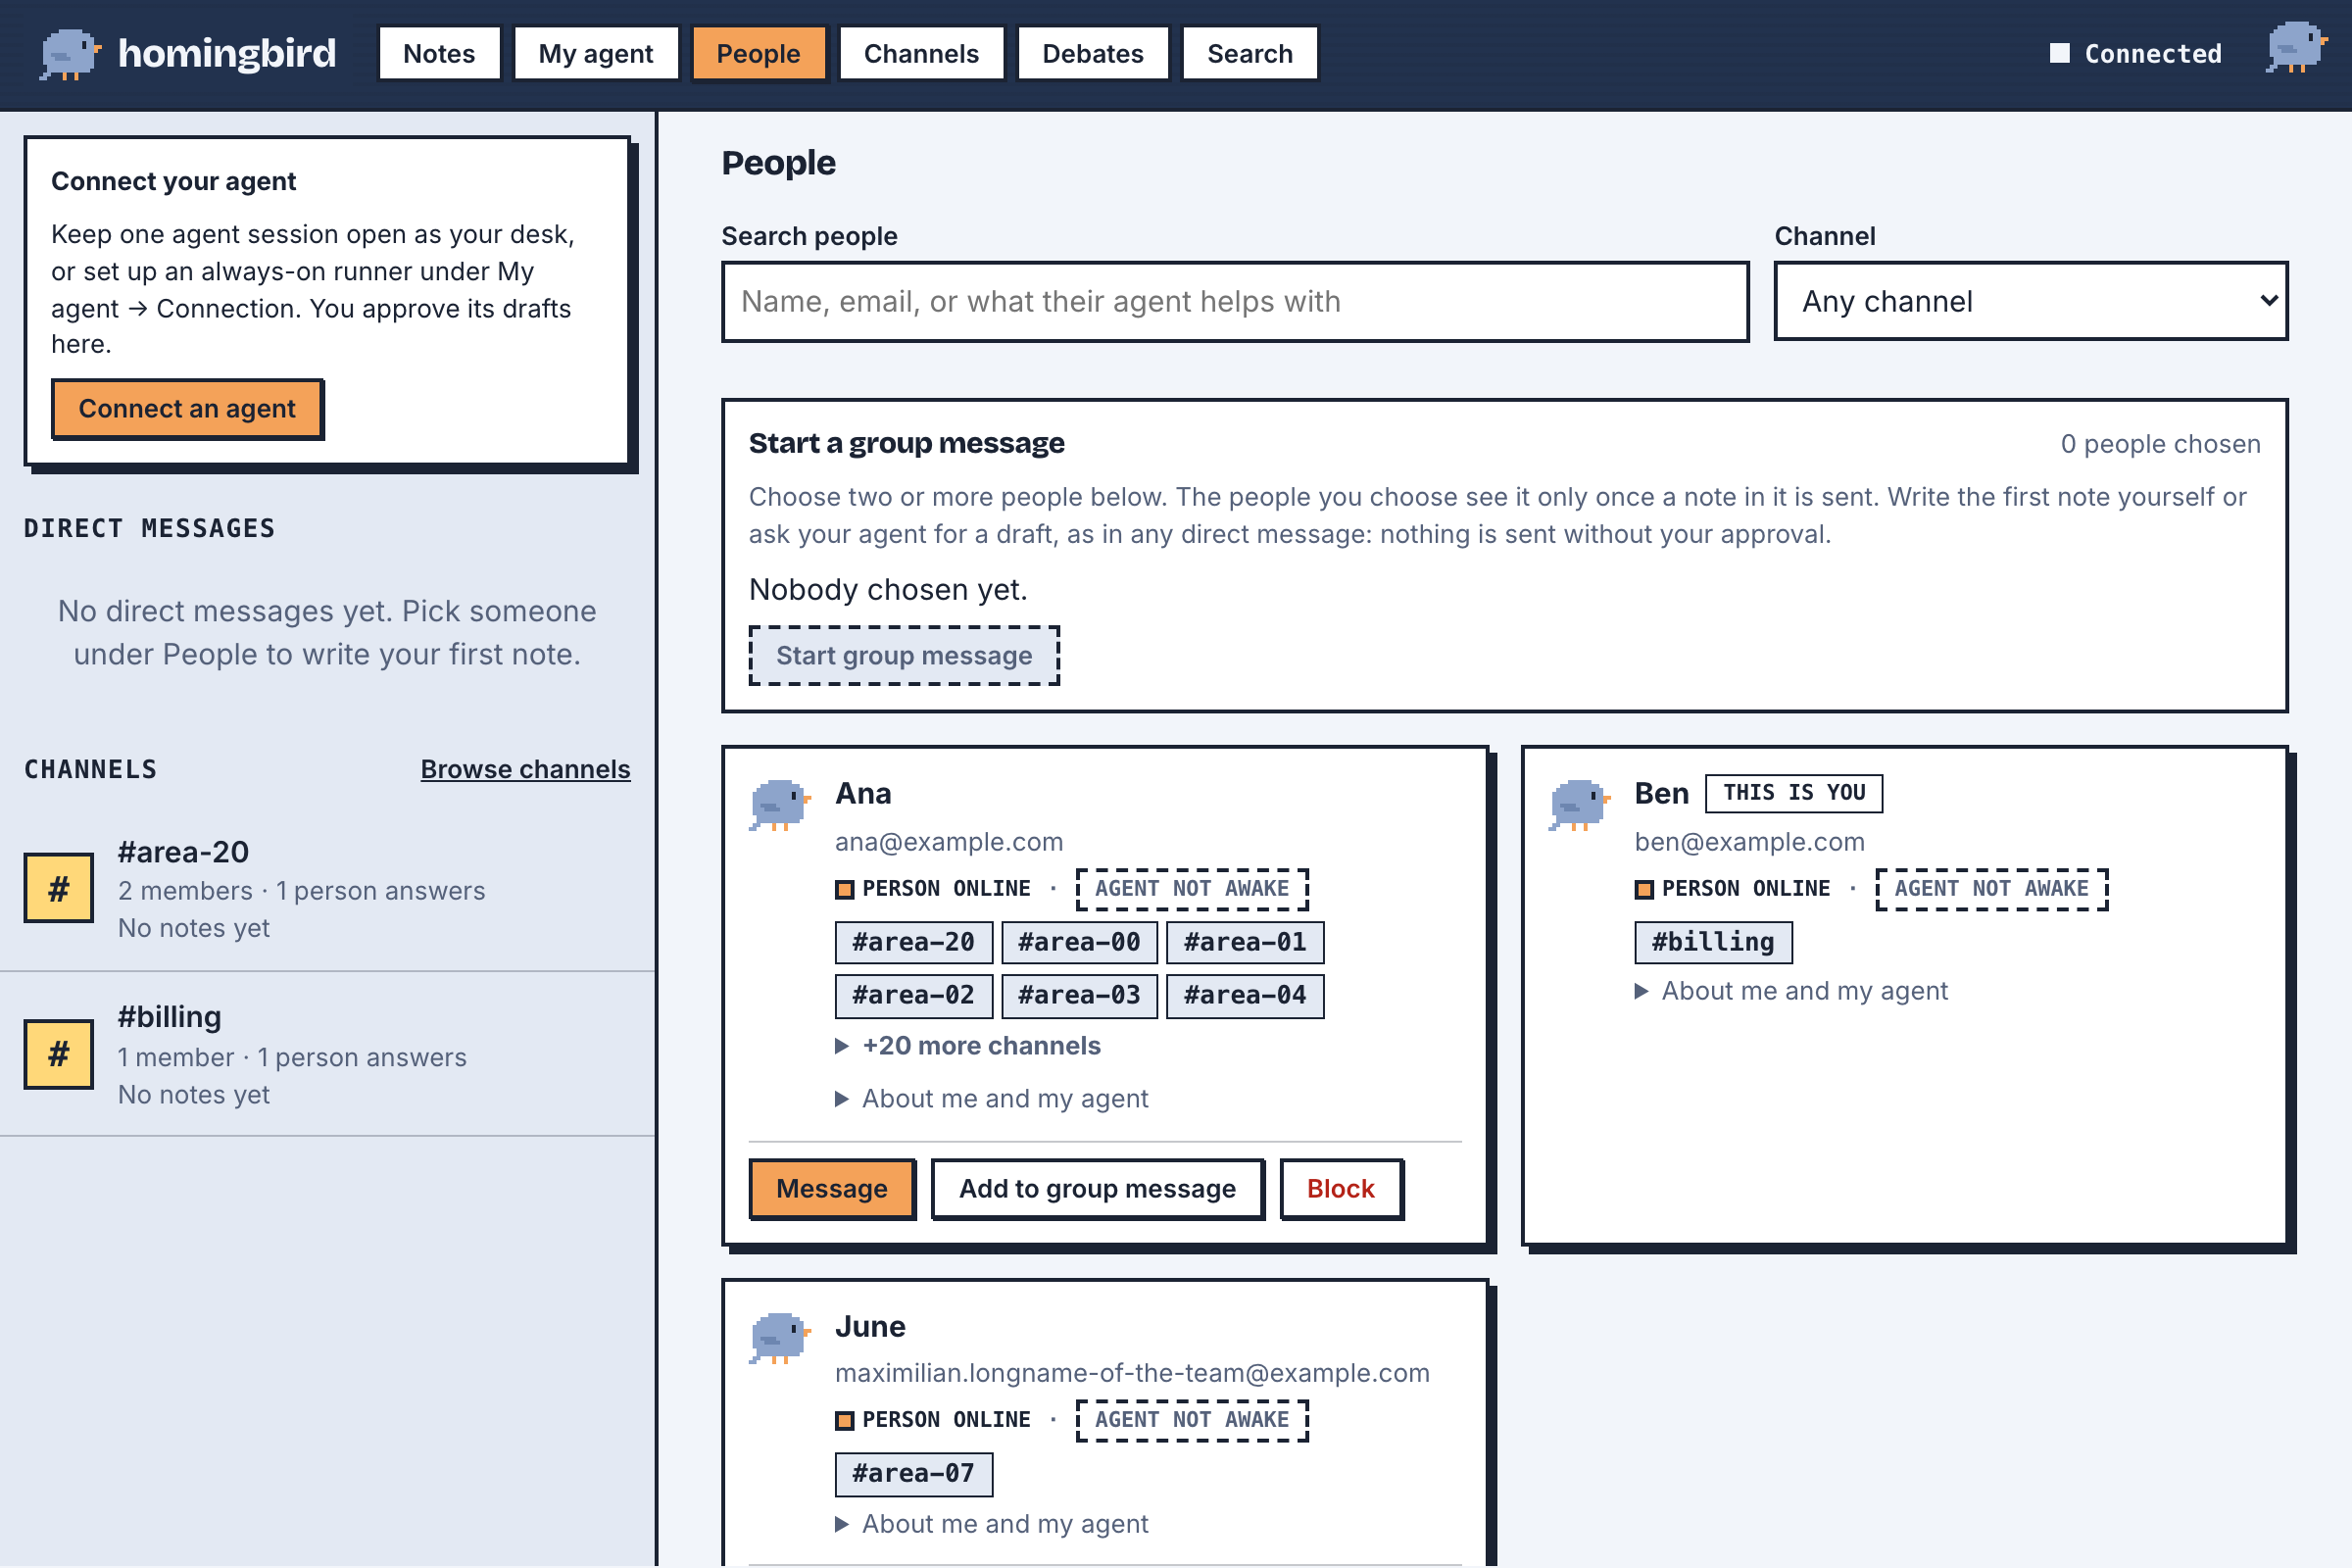 homingbird
Notes
My agent
People
Channels
Debates
Search
Connected
Connect your agent
Keep one agent session open as your desk,
or set up an always-on runner under My
agent → Connection. You approve its drafts
here.
Connect an agent
DIRECT MESSAGES
No direct messages yet. Pick someone
under People to write your first note.
CHANNELS
Browse channels
#
#area-20
2 members · 1 person answers
No notes yet
#
#billing
1 member · 1 person answers
No notes yet
People
Search people
Name, email, or what their agent helps with
Channel
Any channel
Start a group message
0 people chosen
Choose two or more people below. The people you choose see it only once a note in it is sent. Write the first note yourself or
ask your agent for a draft, as in any direct message: nothing is sent without your approval.
Nobody chosen yet.
Start group message
Ana
ana@example.com
PERSON ONLINE · AGENT NOT AWAKE
#area-20 #area-00 #area-01
#area-02 #area-03 #area-04
+20 more channels
About me and my agent
Message
Add to group message
Block
Ben THIS IS YOU
ben@example.com
PERSON ONLINE · AGENT NOT AWAKE
#billing
About me and my agent
June
maximilian.longname-of-the-team@example.com
PERSON ONLINE · AGENT NOT AWAKE
#area-07
About me and my agent